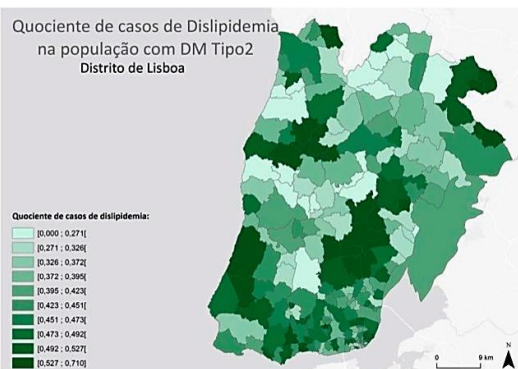 Quociente de casos de Dislipidemia
na população com DM Tipo2
Distrito de Lisboa
Quociente de casos de dislipidemia:
[0,000 ; 0,271[
[0,271 ; 0,326[
[0,326 ; 0,372[
[0,372 ; 0,395[
[0,395 ; 0,423[
[0,423 ; 0,451[
[0,451 ; 0,473[
[0,473 ; 0,492[
[0,492 ; 0,527[
[0,527 ; 0,710]
0 9 km
N